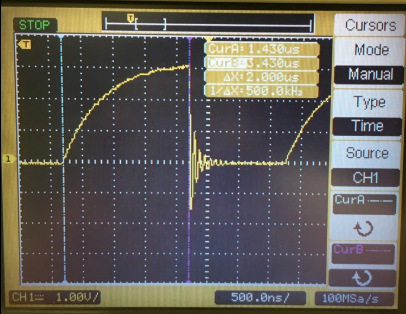 STOP
T
T
CurA: 1.430us
CurB: 3.430us
ΔX: 2.000us
1/ΔX: 500.0kHz
1
Cursors
Mode
Manual
Type
Time
Source
CH1
CurA
CurB
CH1 1.00V/
500.0ns/
100MSa/s